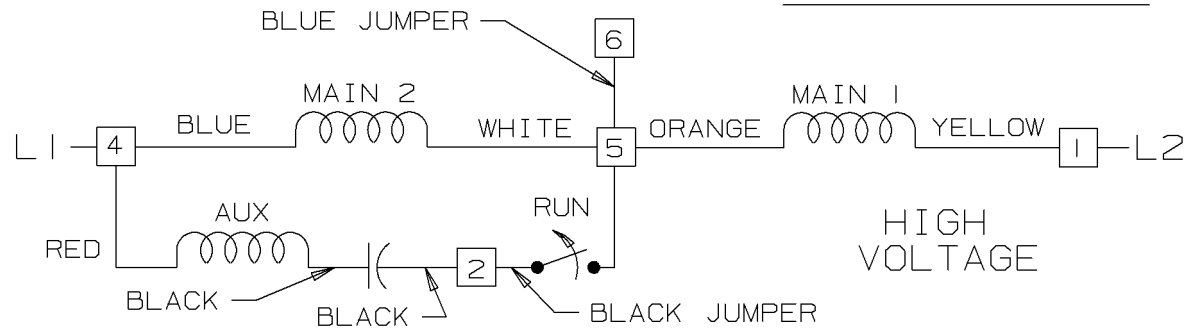 BLUE JUMPER
6
MAIN 2
MAIN 1
L1
4
BLUE
WHITE
5
ORANGE
YELLOW
1
L2
AUX
RUN
RED
2
HIGH
VOLTAGE
BLACK
BLACK
BLACK JUMPER